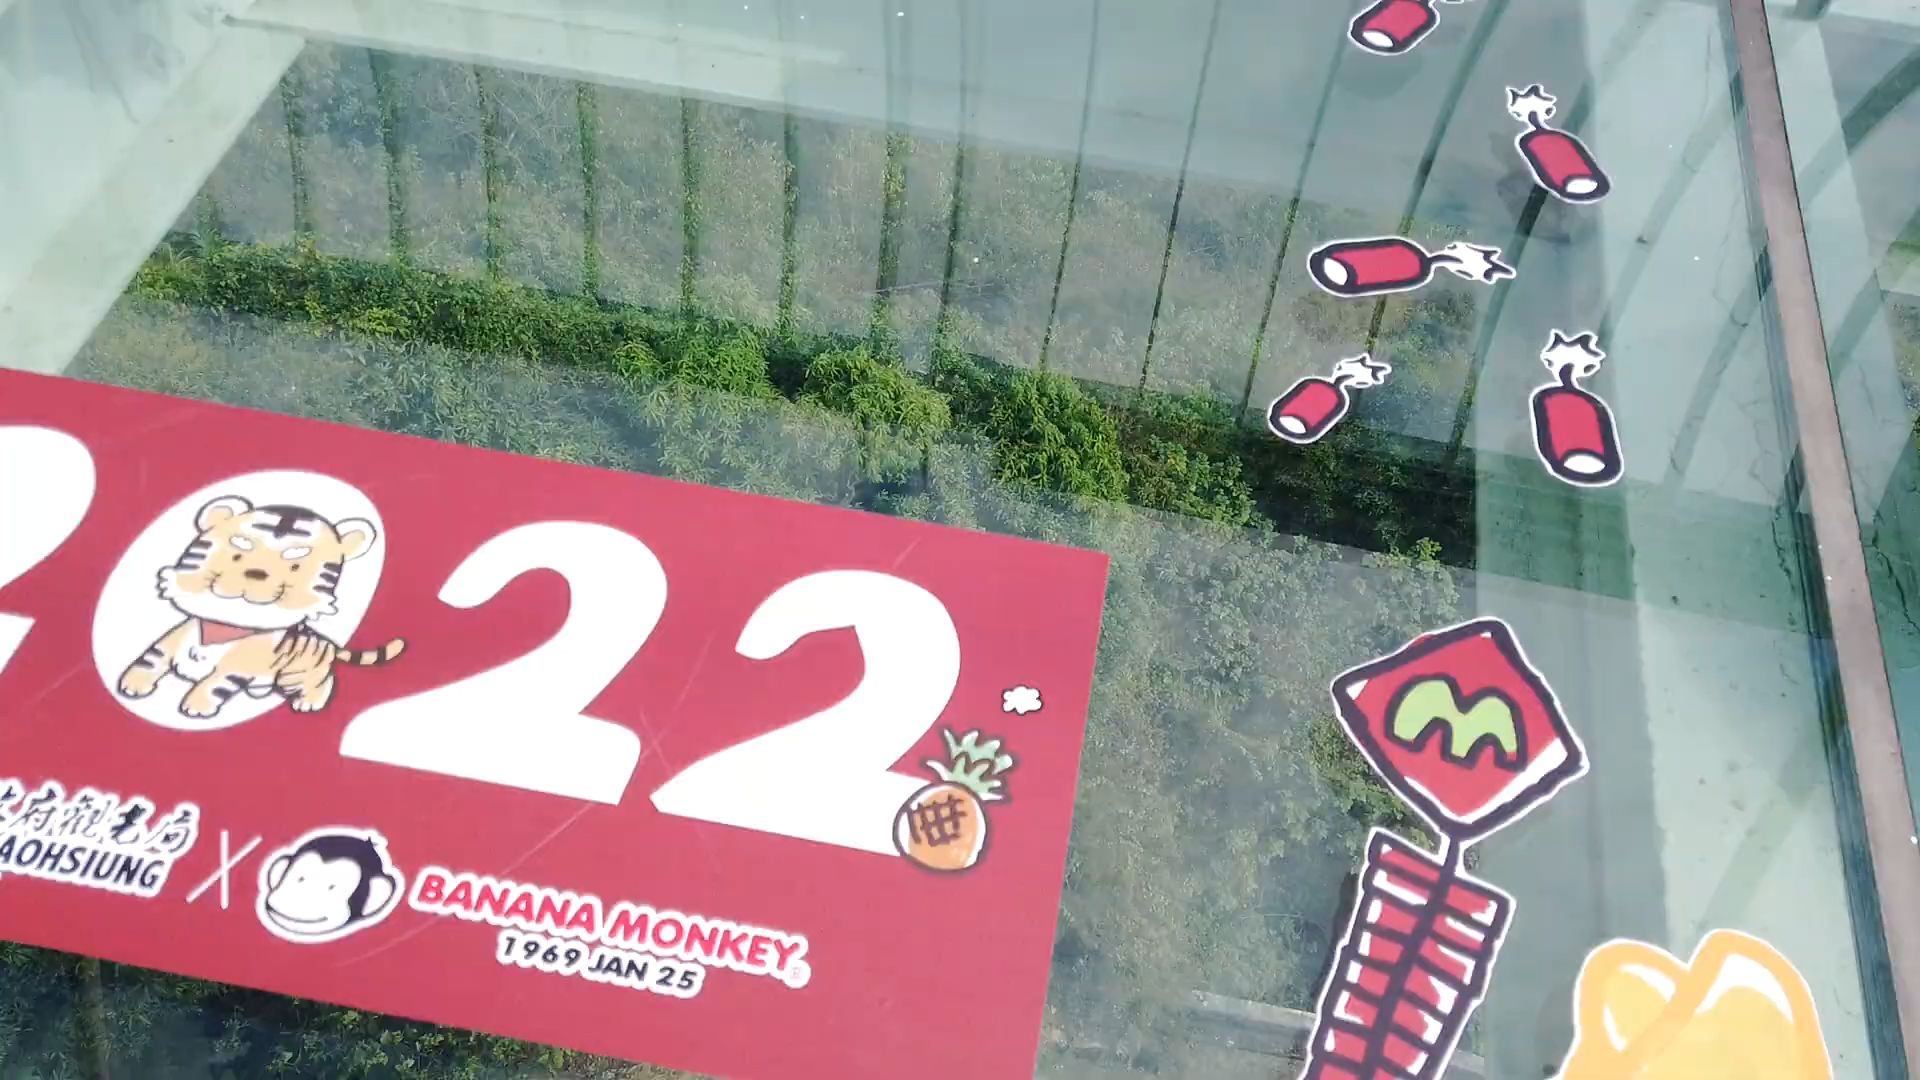 2022
府觀光局
AOHSIUNG
X
BANANA MONKEY
1969 JAN 25